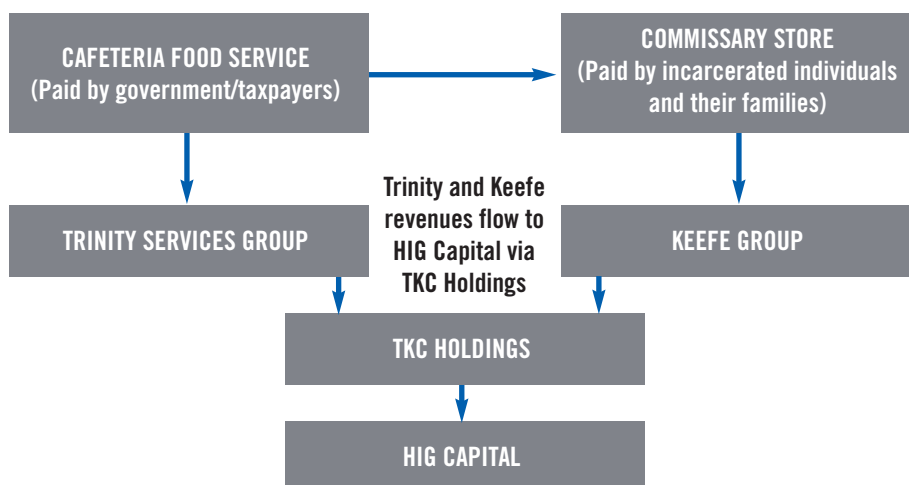 CAFETERIA FOOD SERVICE
(Paid by government/taxpayers)
COMMISSARY STORE
(Paid by incarcerated individuals
and their families)
Trinity and Keefe
revenues flow to
HIG Capital via
TKC Holdings
TRINITY SERVICES GROUP
KEEFE GROUP
TKC HOLDINGS
HIG CAPITAL